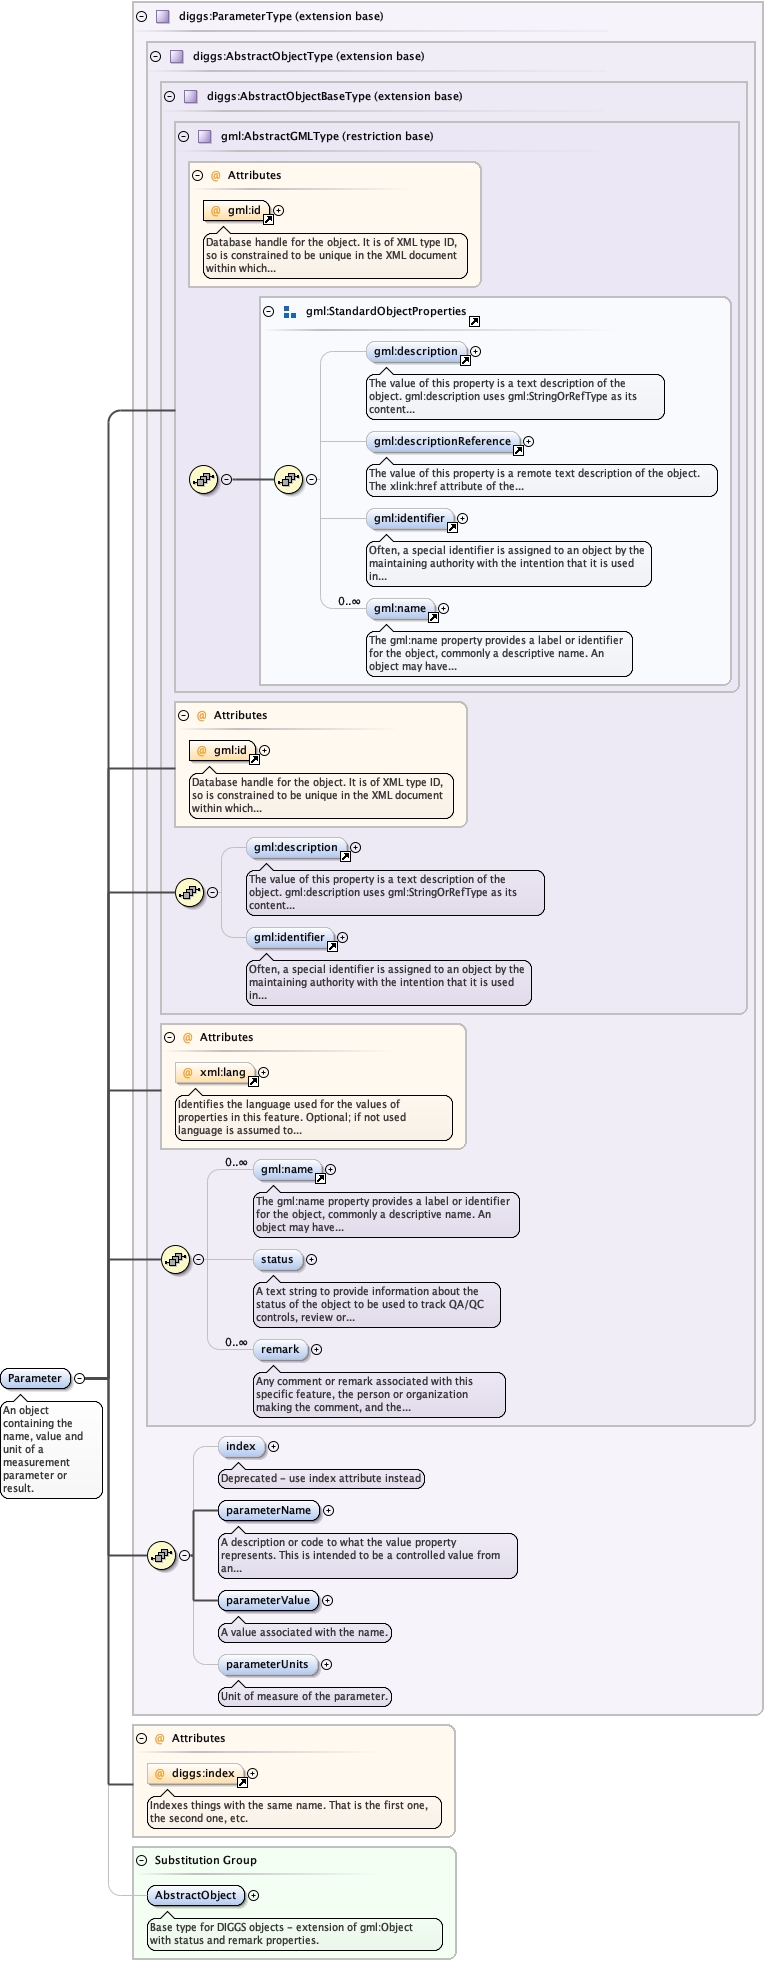 diggs:ParameterType (extension base)
diggs:AbstractObjectType (extension base)
diggs:AbstractObjectBaseType (extension base)
gml:AbstractGMLType (restriction base)
@ Attributes
@ gml:id
Database handle for the object. It is of XML type ID,
so is constrained to be unique in the XML document
within which...
gml:StandardObjectProperties
gml:description
The value of this property is a text description of the
object. gml:description uses gml:StringOrRefType as its
content...
gml:descriptionReference
The value of this property is a remote text description of the object.
The xlink:href attribute of the...
gml:identifier
Often, a special identifier is assigned to an object by the
maintaining authority with the intention that it is used
in...
0..∞
gml:name
The gml:name property provides a label or identifier
for the object, commonly a descriptive name. An
object may have...
@ Attributes
@ gml:id
Database handle for the object. It is of XML type ID,
so is constrained to be unique in the XML document
within which...
gml:description
The value of this property is a text description of the
object. gml:description uses gml:StringOrRefType as its
content...
gml:identifier
Often, a special identifier is assigned to an object by the
maintaining authority with the intention that it is used
in...
@ Attributes
@ xml:lang
Identifies the language used for the values of
properties in this feature. Optional; if not used
language is assumed to...
0..∞
gml:name
The gml:name property provides a label or identifier
for the object, commonly a descriptive name. An
object may have...
status
A text string to provide information about the
status of the object to be used to track QA/QC
controls, review or...
0..∞
remark
Any comment or remark associated with this
specific feature, the person or organization
making the comment, and the...
Parameter
An object
containing the
name, value and
unit of a
measurement
parameter or
result.
index
Deprecated – use index attribute instead
parameterName
A description or code to what the value property
represents. This is intended to be a controlled value from
an...
parameterValue
A value associated with the name.
parameterUnits
Unit of measure of the parameter.
@ Attributes
@ diggs:index
Indexes things with the same name. That is the first one,
the second one, etc.
Substitution Group
AbstractObject
Base type for DIGGS objects – extension of gml:Object
with status and remark properties.